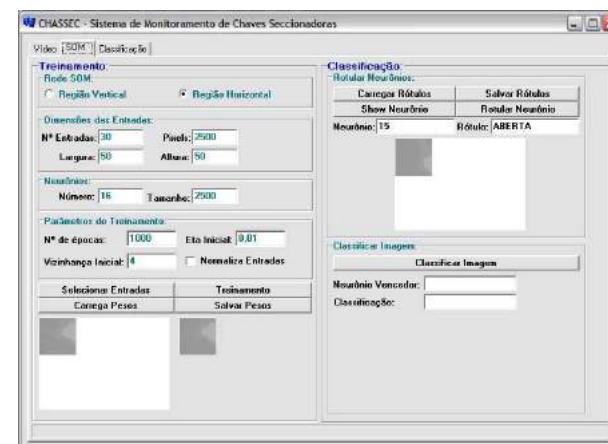 CHASSEC - Sistema de Monitoramento de Chaves Seccionadoras
Vídeo SOM Classificação
Treinamento:
Rede SOM:
Região Vertical Região Horizontal
Dimensões das Entradas:
Nº Entradas: 30 Pixels: 2500
Largura: 50 Altura: 50
Neurônios:
Número: 16 Tamanho: 2500
Parâmetros do Treinamento:
Nº de épocas: 1000 Eta Inicial: 0,01
Vizinhança Inicial: 4 Normaliza Entradas
Selecionar Entradas Treinamento
Carrega Pesos Salvar Pesos
Classificação:
Rotular Neurônios:
Carregar Rótulos Salvar Rótulos
Show Neurônio Rotular Neurônio
Neurônio: 15 Rótulo: ABERTA
Classificar Imagem:
Classificar Imagem
Neurônio Vencedor:
Classificação: